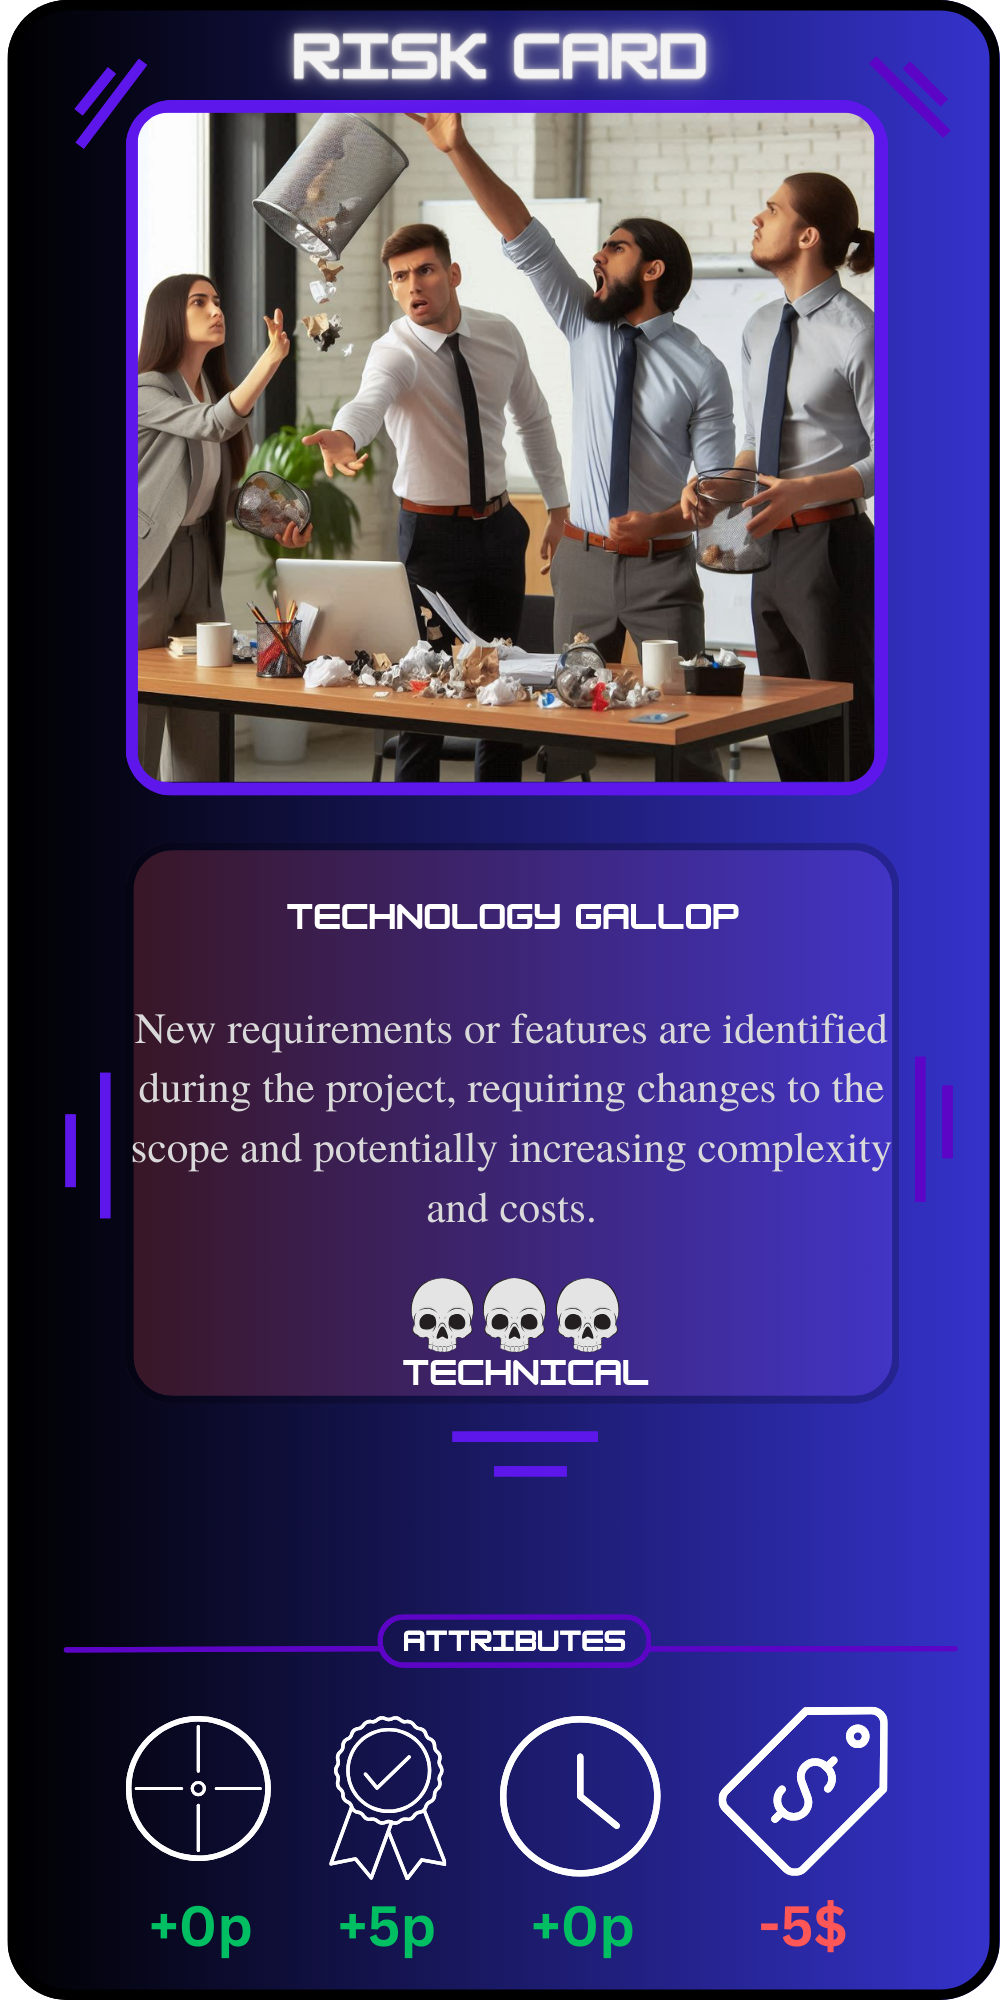 RISK CARD
TECHNOLOGY GALLOP
New requirements or features are identified
during the project, requiring changes to the
scope and potentially increasing complexity
and costs.
TECHNICAL
ATTRIBUTES
+0p +5p +0p -5$